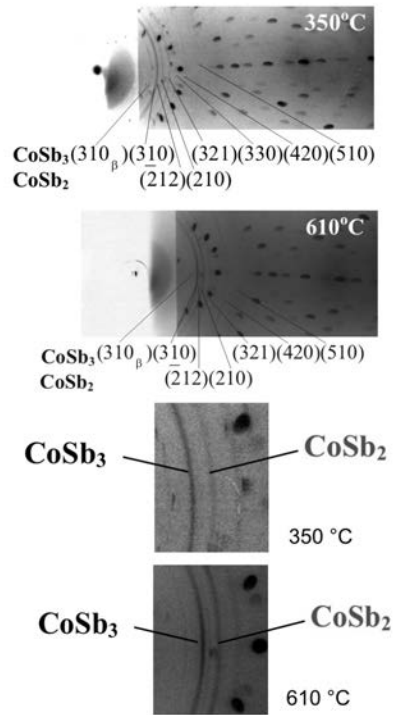 350°C
CoSb₃(310β)(310) (321)(330)(420)(510)
CoSb₂ (2̄12)(210)
610°C
CoSb₃(310β)(310) (321)(420)(510)
CoSb₂ (2̄12)(210)
CoSb₃ CoSb₂
350 °C
CoSb₃ CoSb₂
610 °C